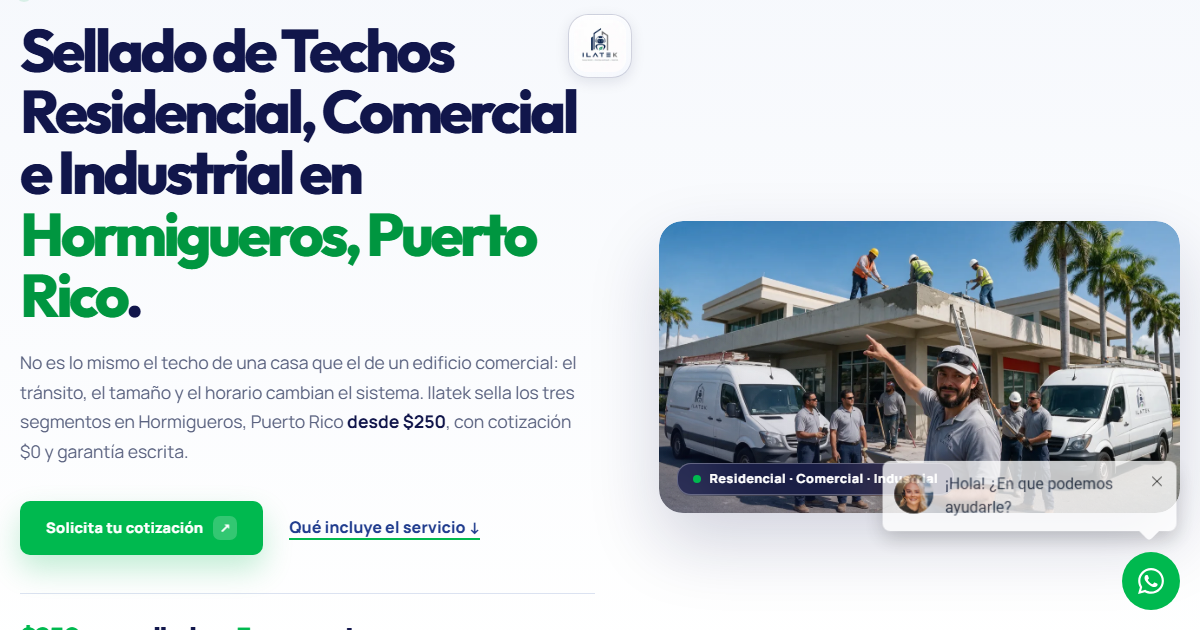 Sellado de Techos
Residencial, Comercial
e Industrial en
Hormigueros, Puerto
Rico.
ILATEK
No es lo mismo el techo de una casa que el de un edificio comercial: el
tránsito, el tamaño y el horario cambian el sistema. Ilatek sella los tres
segmentos en Hormigueros, Puerto Rico desde $250, con cotización
$0 y garantía escrita.
Solicita tu cotización ↗
Qué incluye el servicio ↓
ILATEK
ILATEK
Residencial · Comercial · Industrial
¡Hola! ¿En que podemos
ayudarle?